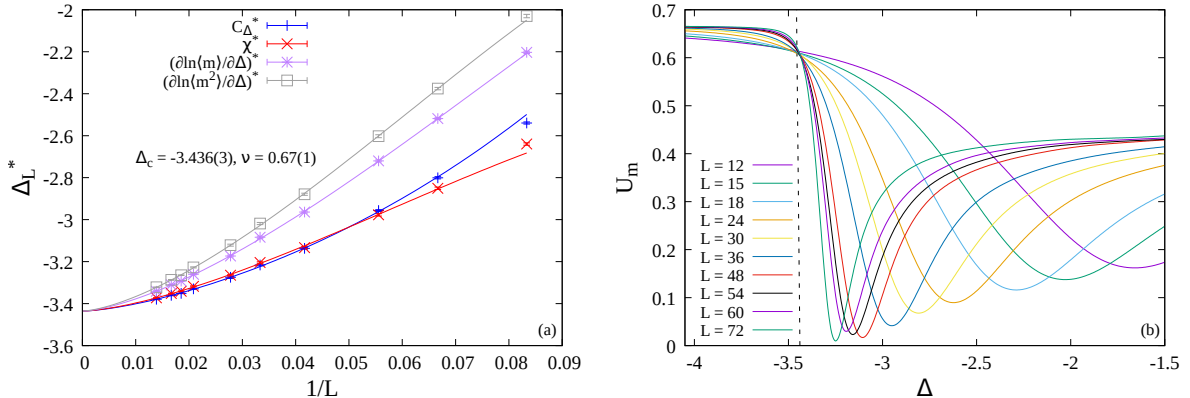 C_Δ*
χ*
(∂ln⟨m⟩/∂Δ)*
(∂ln⟨m²⟩/∂Δ)*
Δ_c = -3.436(3), ν = 0.67(1)
Δ_L*
-2
-2.2
-2.4
-2.6
-2.8
-3
-3.2
-3.4
-3.6
0 0.01 0.02 0.03 0.04 0.05 0.06 0.07 0.08 0.09
1/L
(a)
U_m
0.7
0.6
0.5
0.4
0.3
0.2
0.1
0
L = 12
L = 15
L = 18
L = 24
L = 30
L = 36
L = 48
L = 54
L = 60
L = 72
-4 -3.5 -3 -2.5 -2 -1.5
Δ
(b)